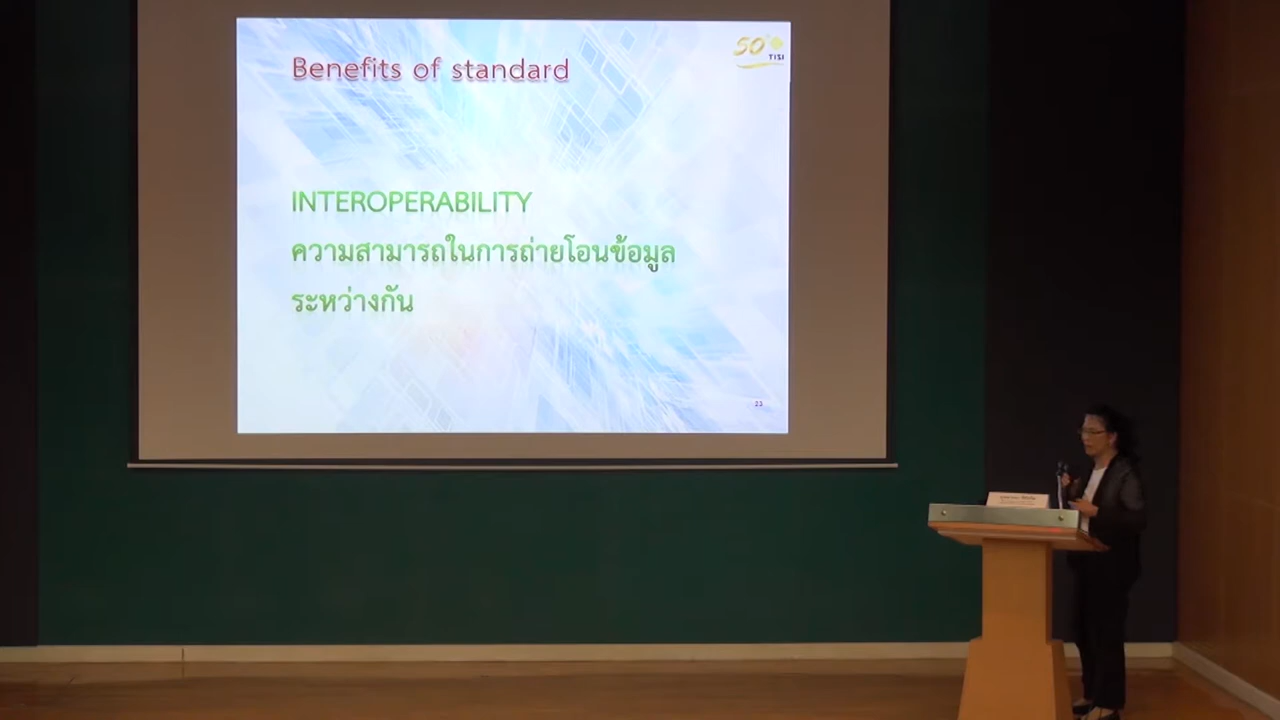 Benefits of standard
50
TISI
INTEROPERABILITY
ความสามารถในการถ่ายโอนข้อมูล
ระหว่างกัน
23